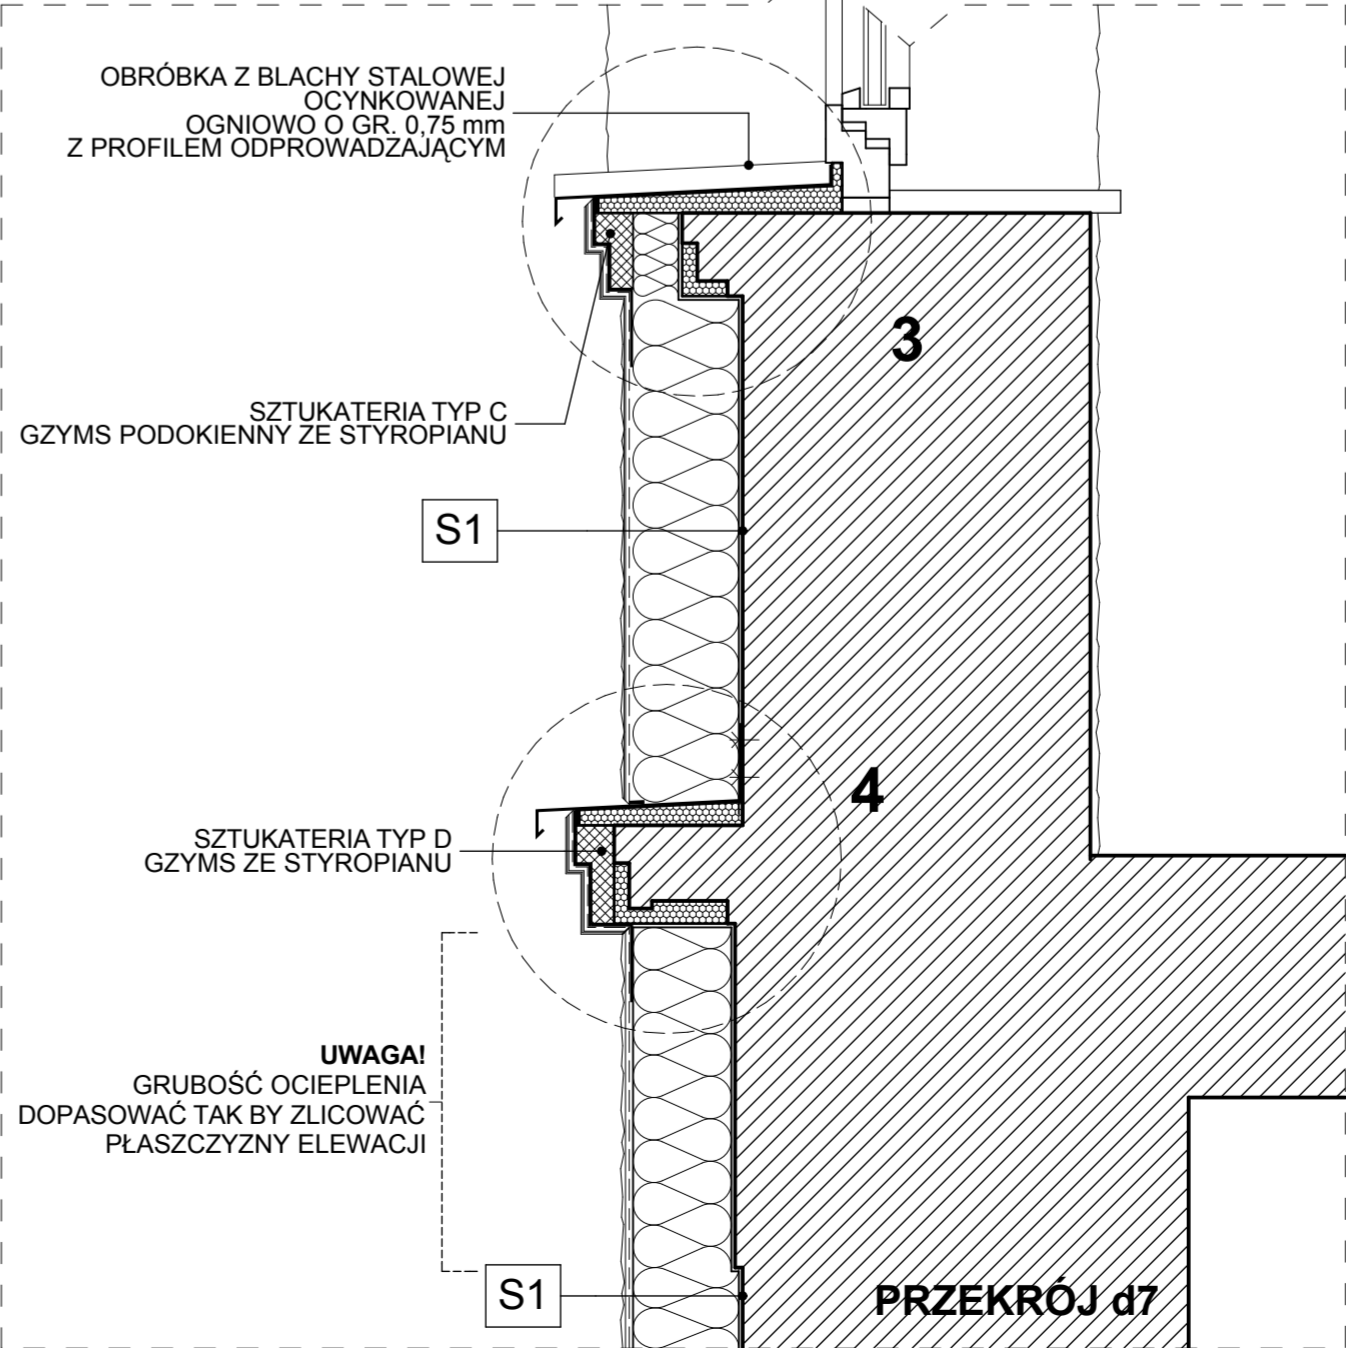 OBRÓBKA Z BLACHY STALOWEJ
OCYNKOWANEJ
OGNIOWO O GR. 0,75 mm
Z PROFILEM ODPROWADZAJĄCYM
3
SZTUKATERIA TYP C
GZYMS PODOKIENNY ZE STYROPIANU
S1
4
SZTUKATERIA TYP D
GZYMS ZE STYROPIANU
UWAGA!
GRUBOŚĆ OCIEPLENIA
DOPASOWAĆ TAK BY ZLICOWAĆ
PŁASZCZYZNY ELEWACJI
S1
PRZEKRÓJ d7